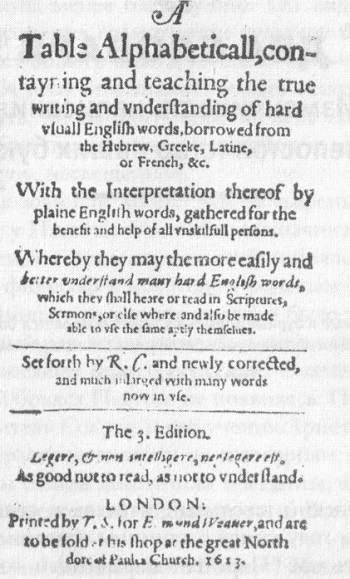 A
Table Alphabeticall, con-
tayning and teaching the true
writing and vnderſtanding of hard
vſuall Engliſh words, borrowed from
the Hebrew, Greeke, Latine,
or French, &c.
With the Interpretation thereof by
plaine Engliſh words, gathered for the
benefit and help of all vnskilfull perſons.
Whereby they may the more eaſily and
better vnderſtand many hard Engliſh words,
which they ſhall heare or read in Scriptures,
Sermons, or elſe where and alſo be made
able to vſe the ſame aptly themſelues.
Set forth by R. C. and newly corrected,
and much inlarged with many words
now in vſe.
The 3. Edition.
Legere, & non intelligere, neglegere eſt.
As good not to read, as not to vnderſtand.
LONDON:
Printed by T. S. for Edmund Weauer, and are
to be ſold at his ſhop at the great North
dore of Paules Church. 1613.